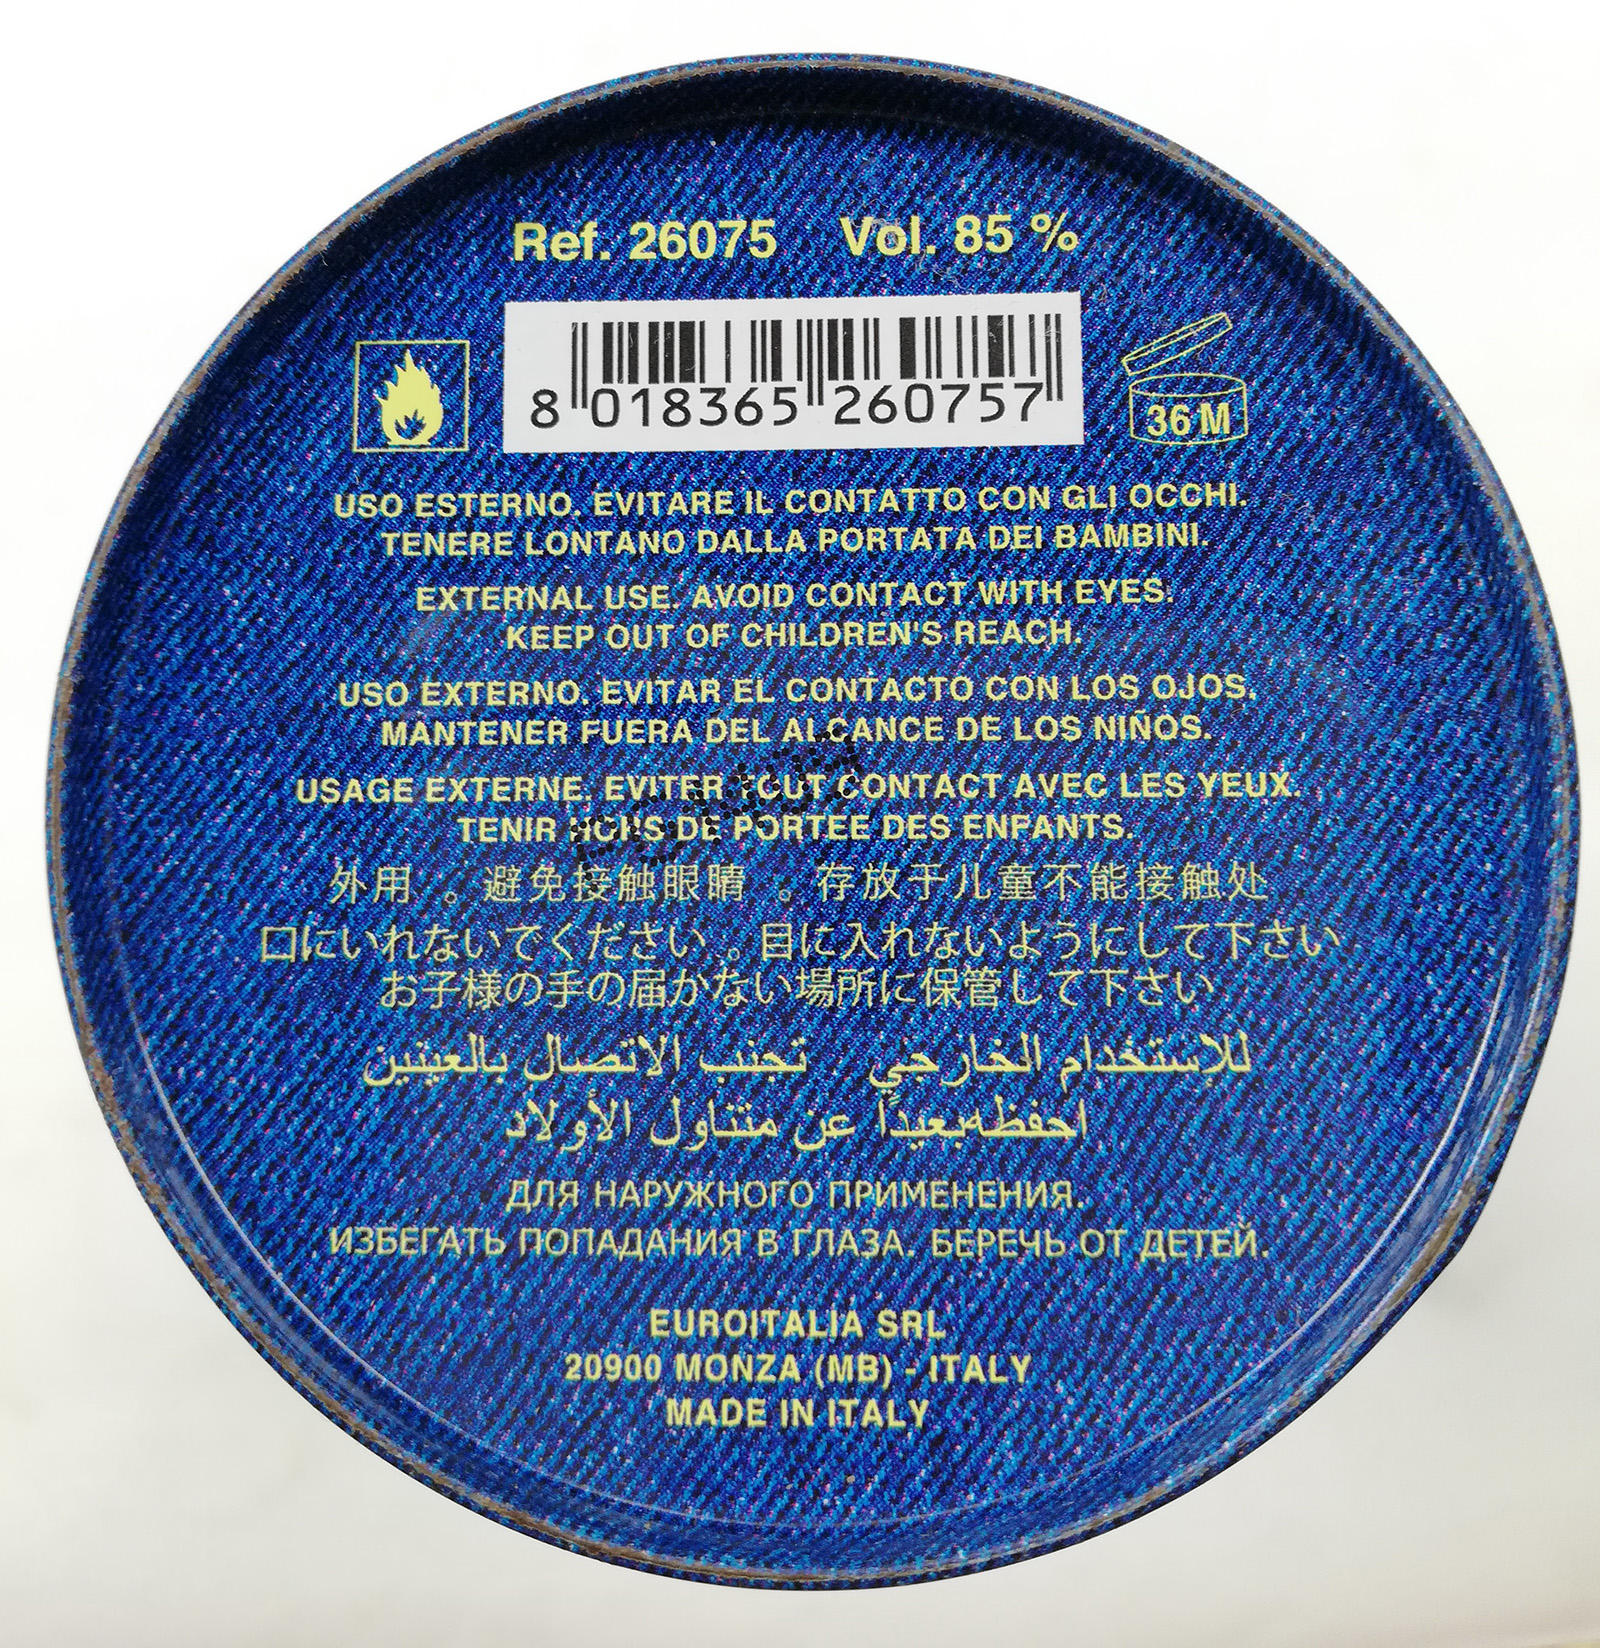 Ref. 26075 Vol. 85 %
8 018365 260757
36 M
USO ESTERNO. EVITARE IL CONTATTO CON GLI OCCHI.
TENERE LONTANO DALLA PORTATA DEI BAMBINI.
EXTERNAL USE. AVOID CONTACT WITH EYES.
KEEP OUT OF CHILDREN'S REACH.
USO EXTERNO. EVITAR EL CONTACTO CON LOS OJOS.
MANTENER FUERA DEL ALCANCE DE LOS NIÑOS.
USAGE EXTERNE. EVITER TOUT CONTACT AVEC LES YEUX.
TENIR HORS DE PORTEE DES ENFANTS.
外用 。避免接触眼睛 。存放于儿童不能接触处
口にいれないでください 。目に入れないようにして下さい
お子様の手の届かない場所に保管して下さい
للإستخدام الخارجي تجنب الاتصال بالعينين
احفظه بعيدًا عن متناول الأولاد
ДЛЯ НАРУЖНОГО ПРИМЕНЕНИЯ.
ИЗБЕГАТЬ ПОПАДАНИЯ В ГЛАЗА. БЕРЕЧЬ ОТ ДЕТЕЙ.
EUROITALIA SRL
20900 MONZA (MB) - ITALY
MADE IN ITALY